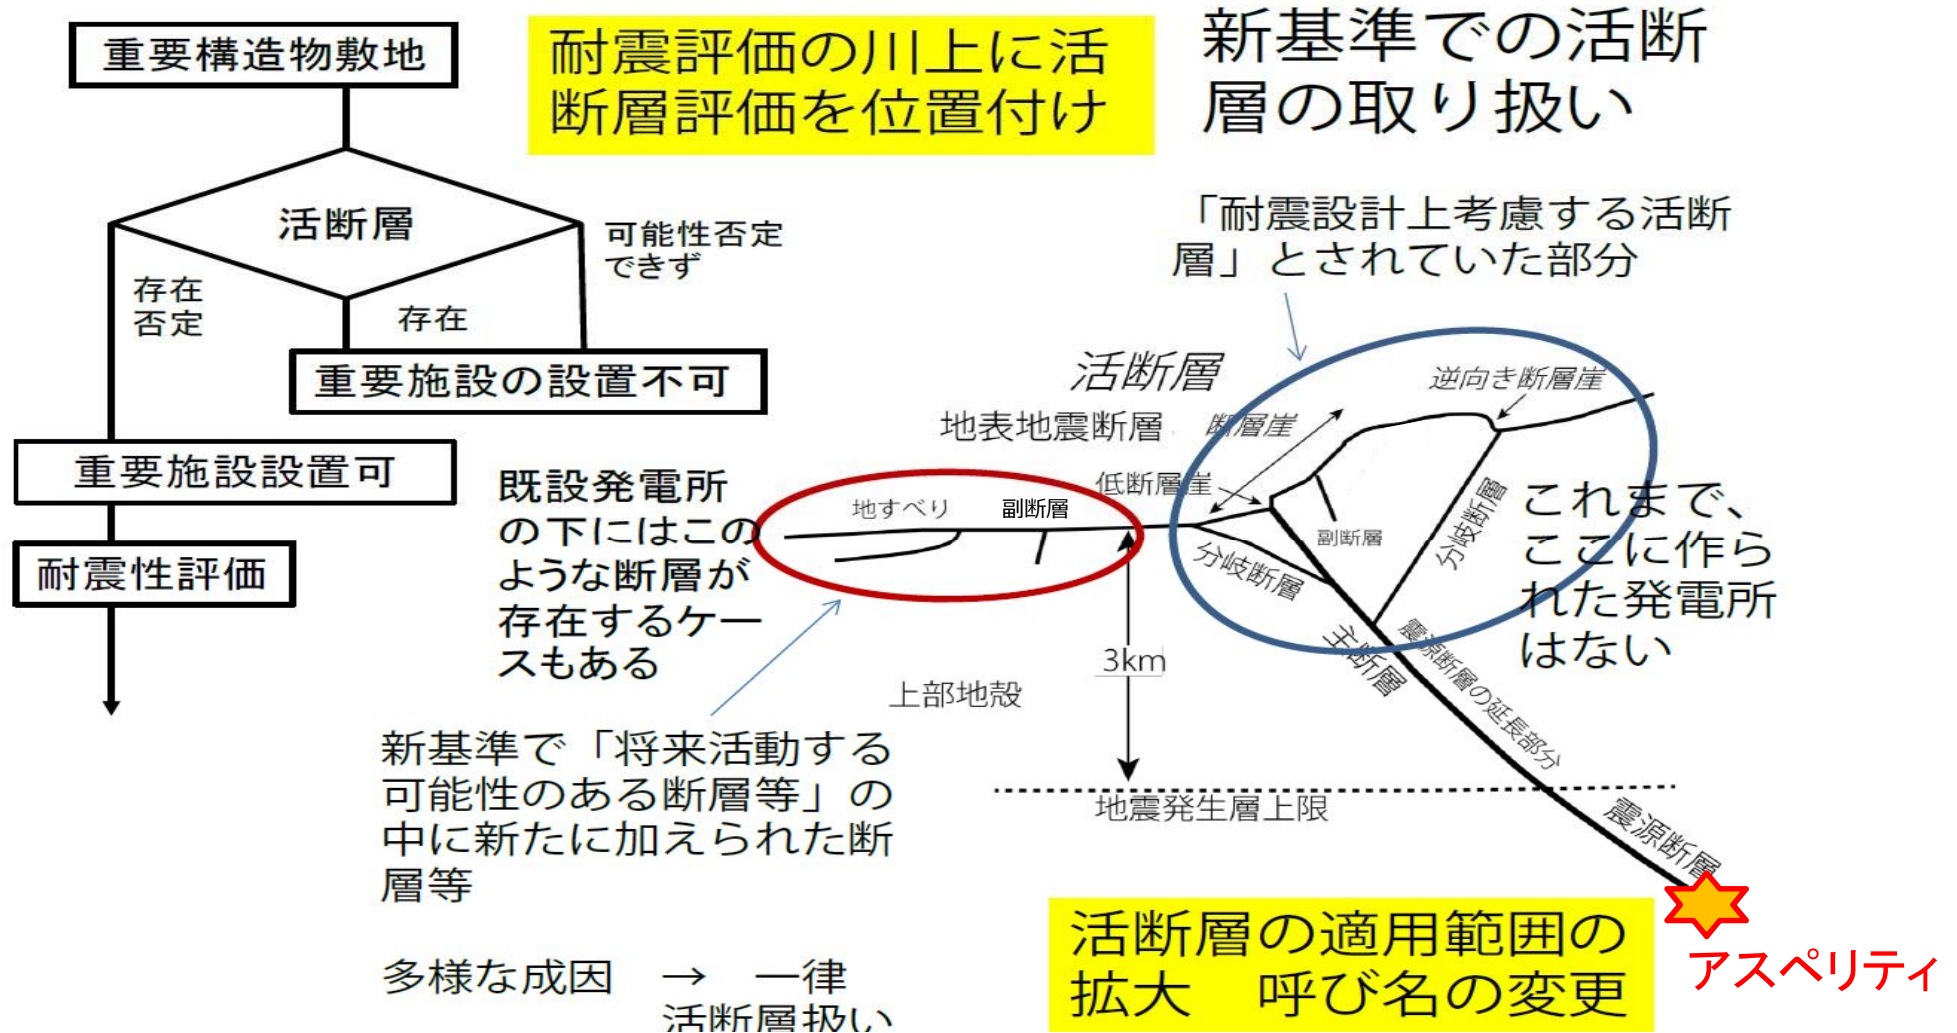 重要構造物敷地
活断層
可能性否定
できず
存在
否定
存在
重要施設の設置不可
重要施設設置可
耐震性評価
耐震評価の川上に活
断層評価を位置付け
新基準での活断
層の取り扱い
「耐震設計上考慮する活断
層」とされていた部分
活断層
地表地震断層
断層崖
逆向き断層崖
低断層崖
地すべり
副断層
副断層
分岐断層
分岐断層
主断層
震源断層の延長部分
震源断層
既設発電所
の下にはこの
ような断層が
存在するケー
スもある
これまで、
ここに作ら
れた発電所
はない
3km
上部地殻
地震発生層上限
新基準で「将来活動する
可能性のある断層等」の
中に新たに加えられた断
層等
多様な成因　→　一律
活断層扱い
活断層の適用範囲の
拡大　呼び名の変更
アスペリティ